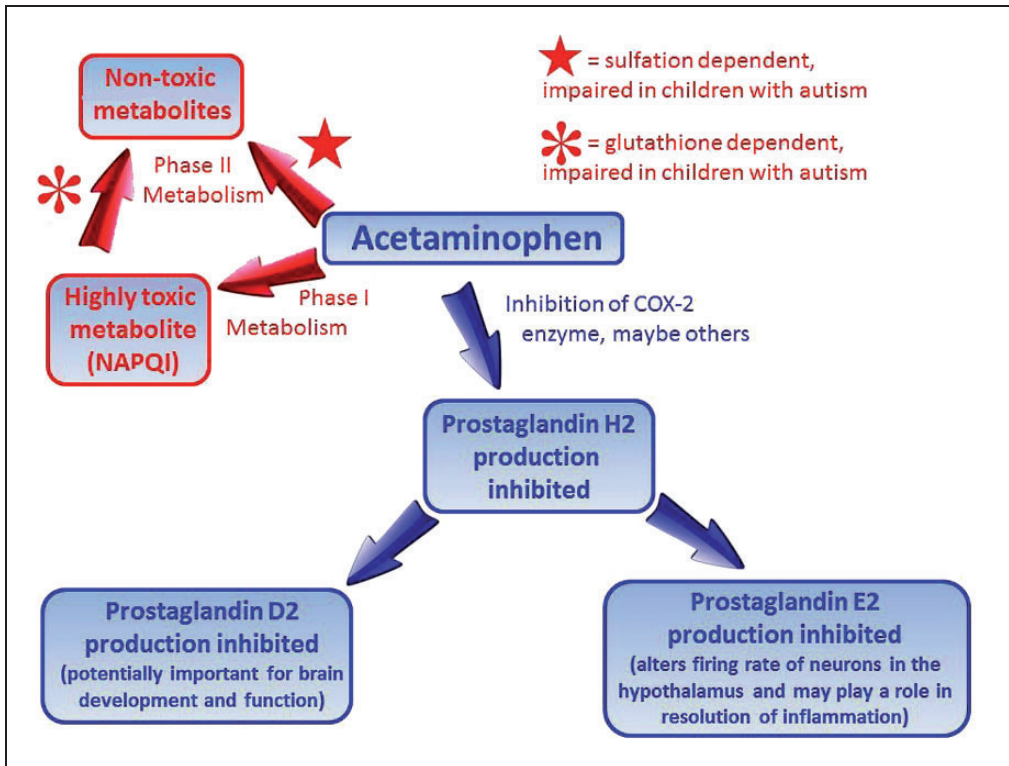 Non-toxic
metabolites
★ = sulfation dependent,
impaired in children with autism
✻ = glutathione dependent,
impaired in children with autism
Phase II
Metabolism
Acetaminophen
Highly toxic
metabolite
(NAPQI)
Phase I
Metabolism
Inhibition of COX-2
enzyme, maybe others
Prostaglandin H2
production
inhibited
Prostaglandin D2
production inhibited
(potentially important for brain
development and function)
Prostaglandin E2
production inhibited
(alters firing rate of neurons in the
hypothalamus and may play a role in
resolution of inflammation)